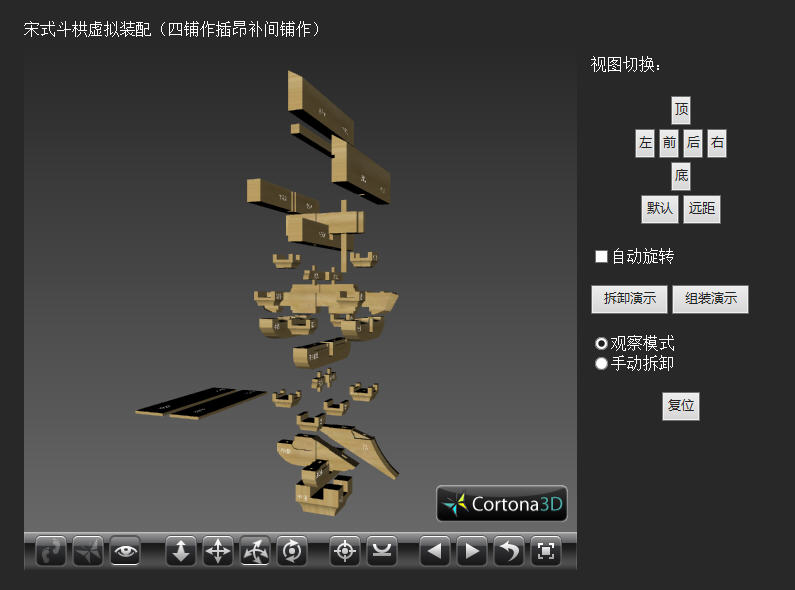 宋式斗栱虚拟装配（四铺作插昂补间铺作）
视图切换：
顶
左 前 后 右
底
默认 远距
自动旋转
拆卸演示 组装演示
观察模式
手动拆卸
复位
Cortona3D